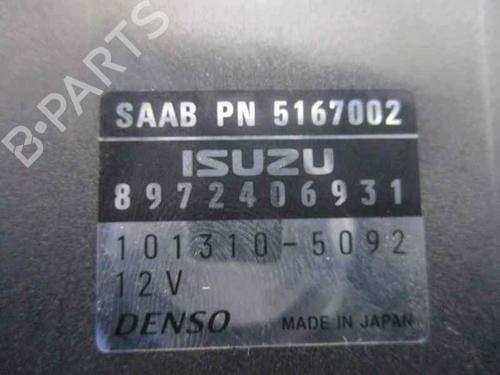 B-PARTS
SAAB PN 5167002
ISUZU
8972406931
101310-5092
12V
DENSO MADE IN JAPAN